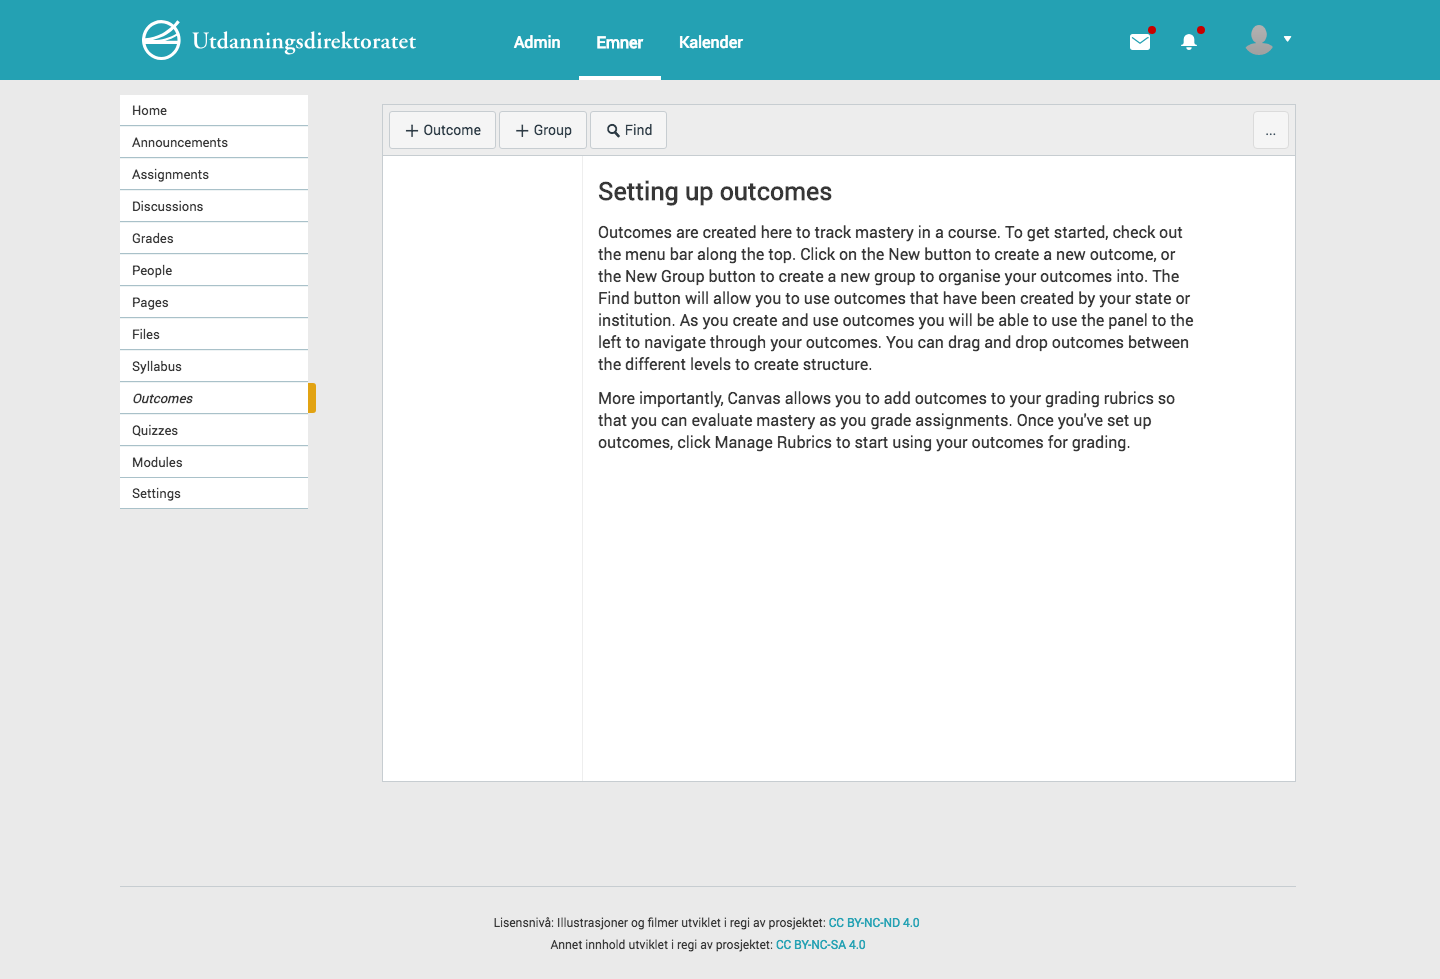 Utdanningsdirektoratet
Admin
Emner
Kalender
Home
Announcements
Assignments
Discussions
Grades
People
Pages
Files
Syllabus
Outcomes
Quizzes
Modules
Settings
+ Outcome
+ Group
Find
...
Setting up outcomes
Outcomes are created here to track mastery in a course. To get started, check out
the menu bar along the top. Click on the New button to create a new outcome, or
the New Group button to create a new group to organise your outcomes into. The
Find button will allow you to use outcomes that have been created by your state or
institution. As you create and use outcomes you will be able to use the panel to the
left to navigate through your outcomes. You can drag and drop outcomes between
the different levels to create structure.
More importantly, Canvas allows you to add outcomes to your grading rubrics so
that you can evaluate mastery as you grade assignments. Once you've set up
outcomes, click Manage Rubrics to start using your outcomes for grading.
Lisensnivå: Illustrasjoner og filmer utviklet i regi av prosjektet: CC BY-NC-ND 4.0
Annet innhold utviklet i regi av prosjektet: CC BY-NC-SA 4.0